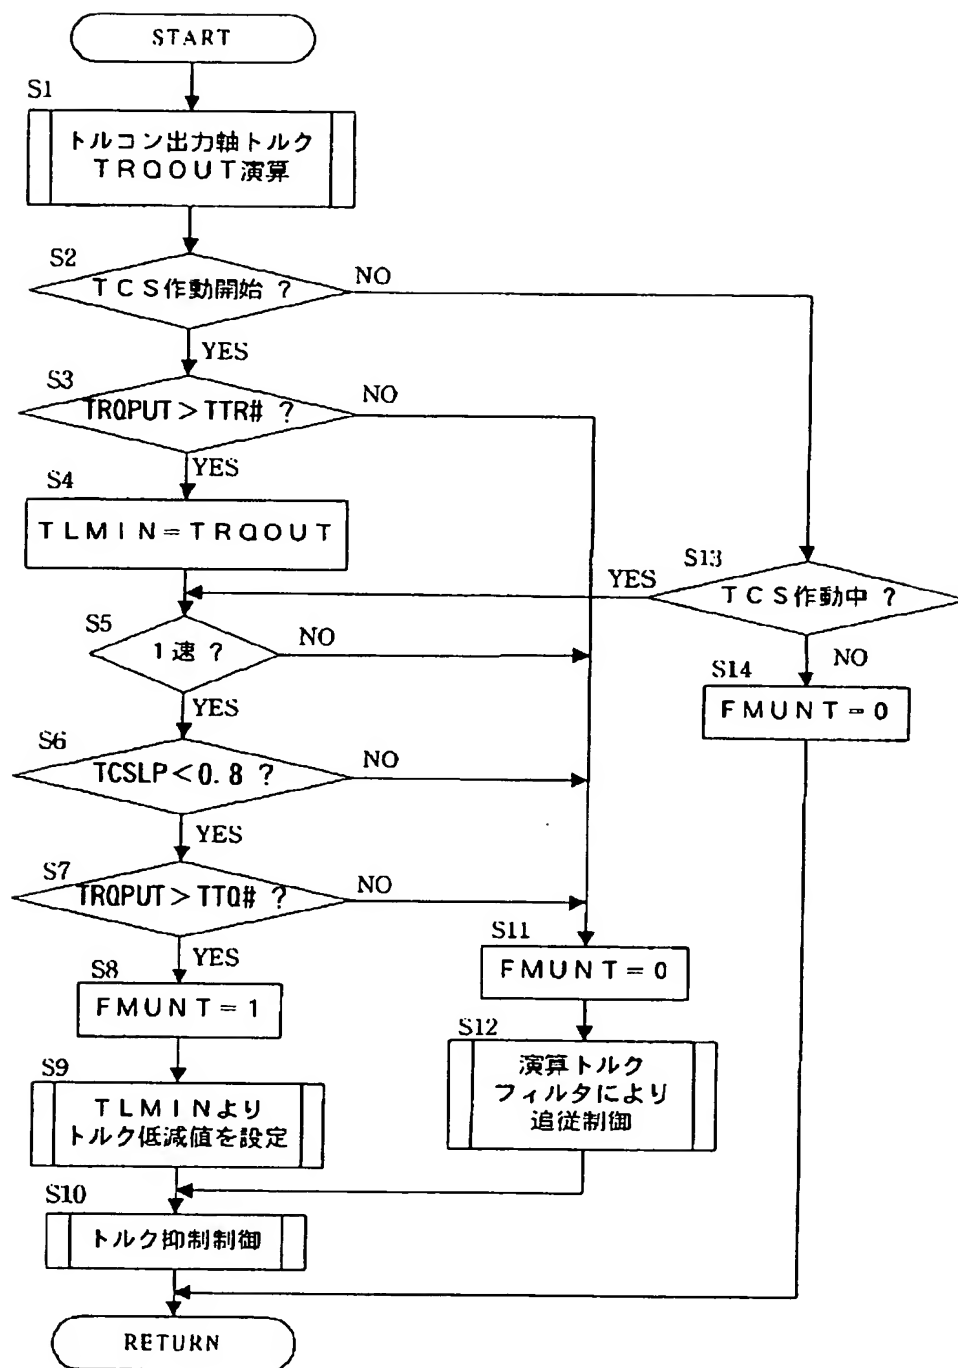 START
S1
トルコン出力軸トルク
TRQOUT演算
S2
TCS作動開始 ?
NO
YES
S3
TRQPUT>TTR# ?
NO
YES
S4
TLMIN=TRQOUT
S13
YES
TCS作動中 ?
S5
1速 ?
NO
NO
S14
FMUNT=0
YES
S6
TCSLP<0.8 ?
NO
YES
S7
TRQPUT>TTQ# ?
NO
YES
S11
FMUNT=0
S8
FMUNT=1
S12
演算トルク
フィルタにより
追従制御
S9
TLMINより
トルク低減値を設定
S10
トルク抑制制御
RETURN